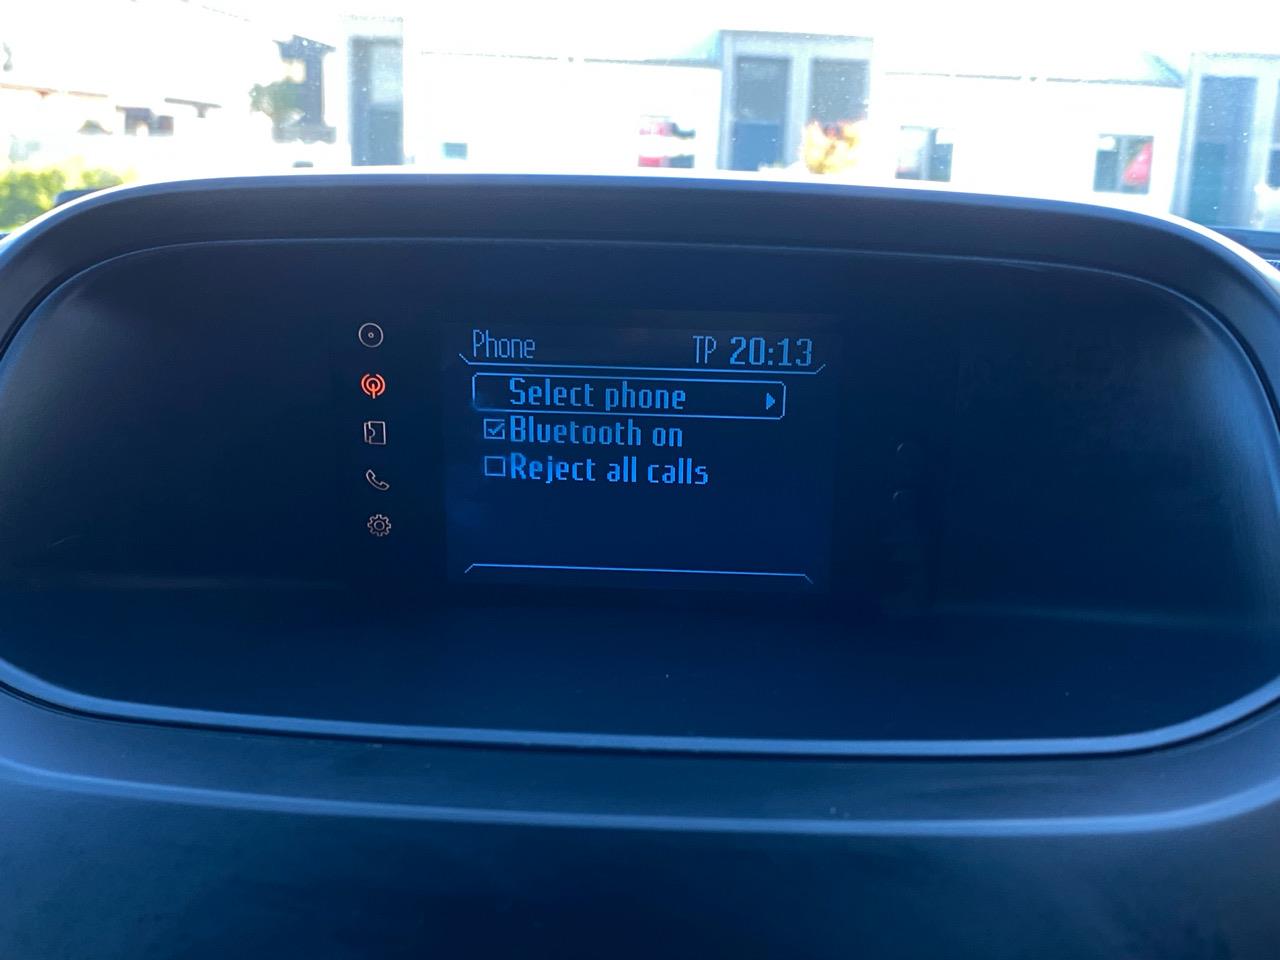 Phone TP 20:13
Select phone
Bluetooth on
Reject all calls